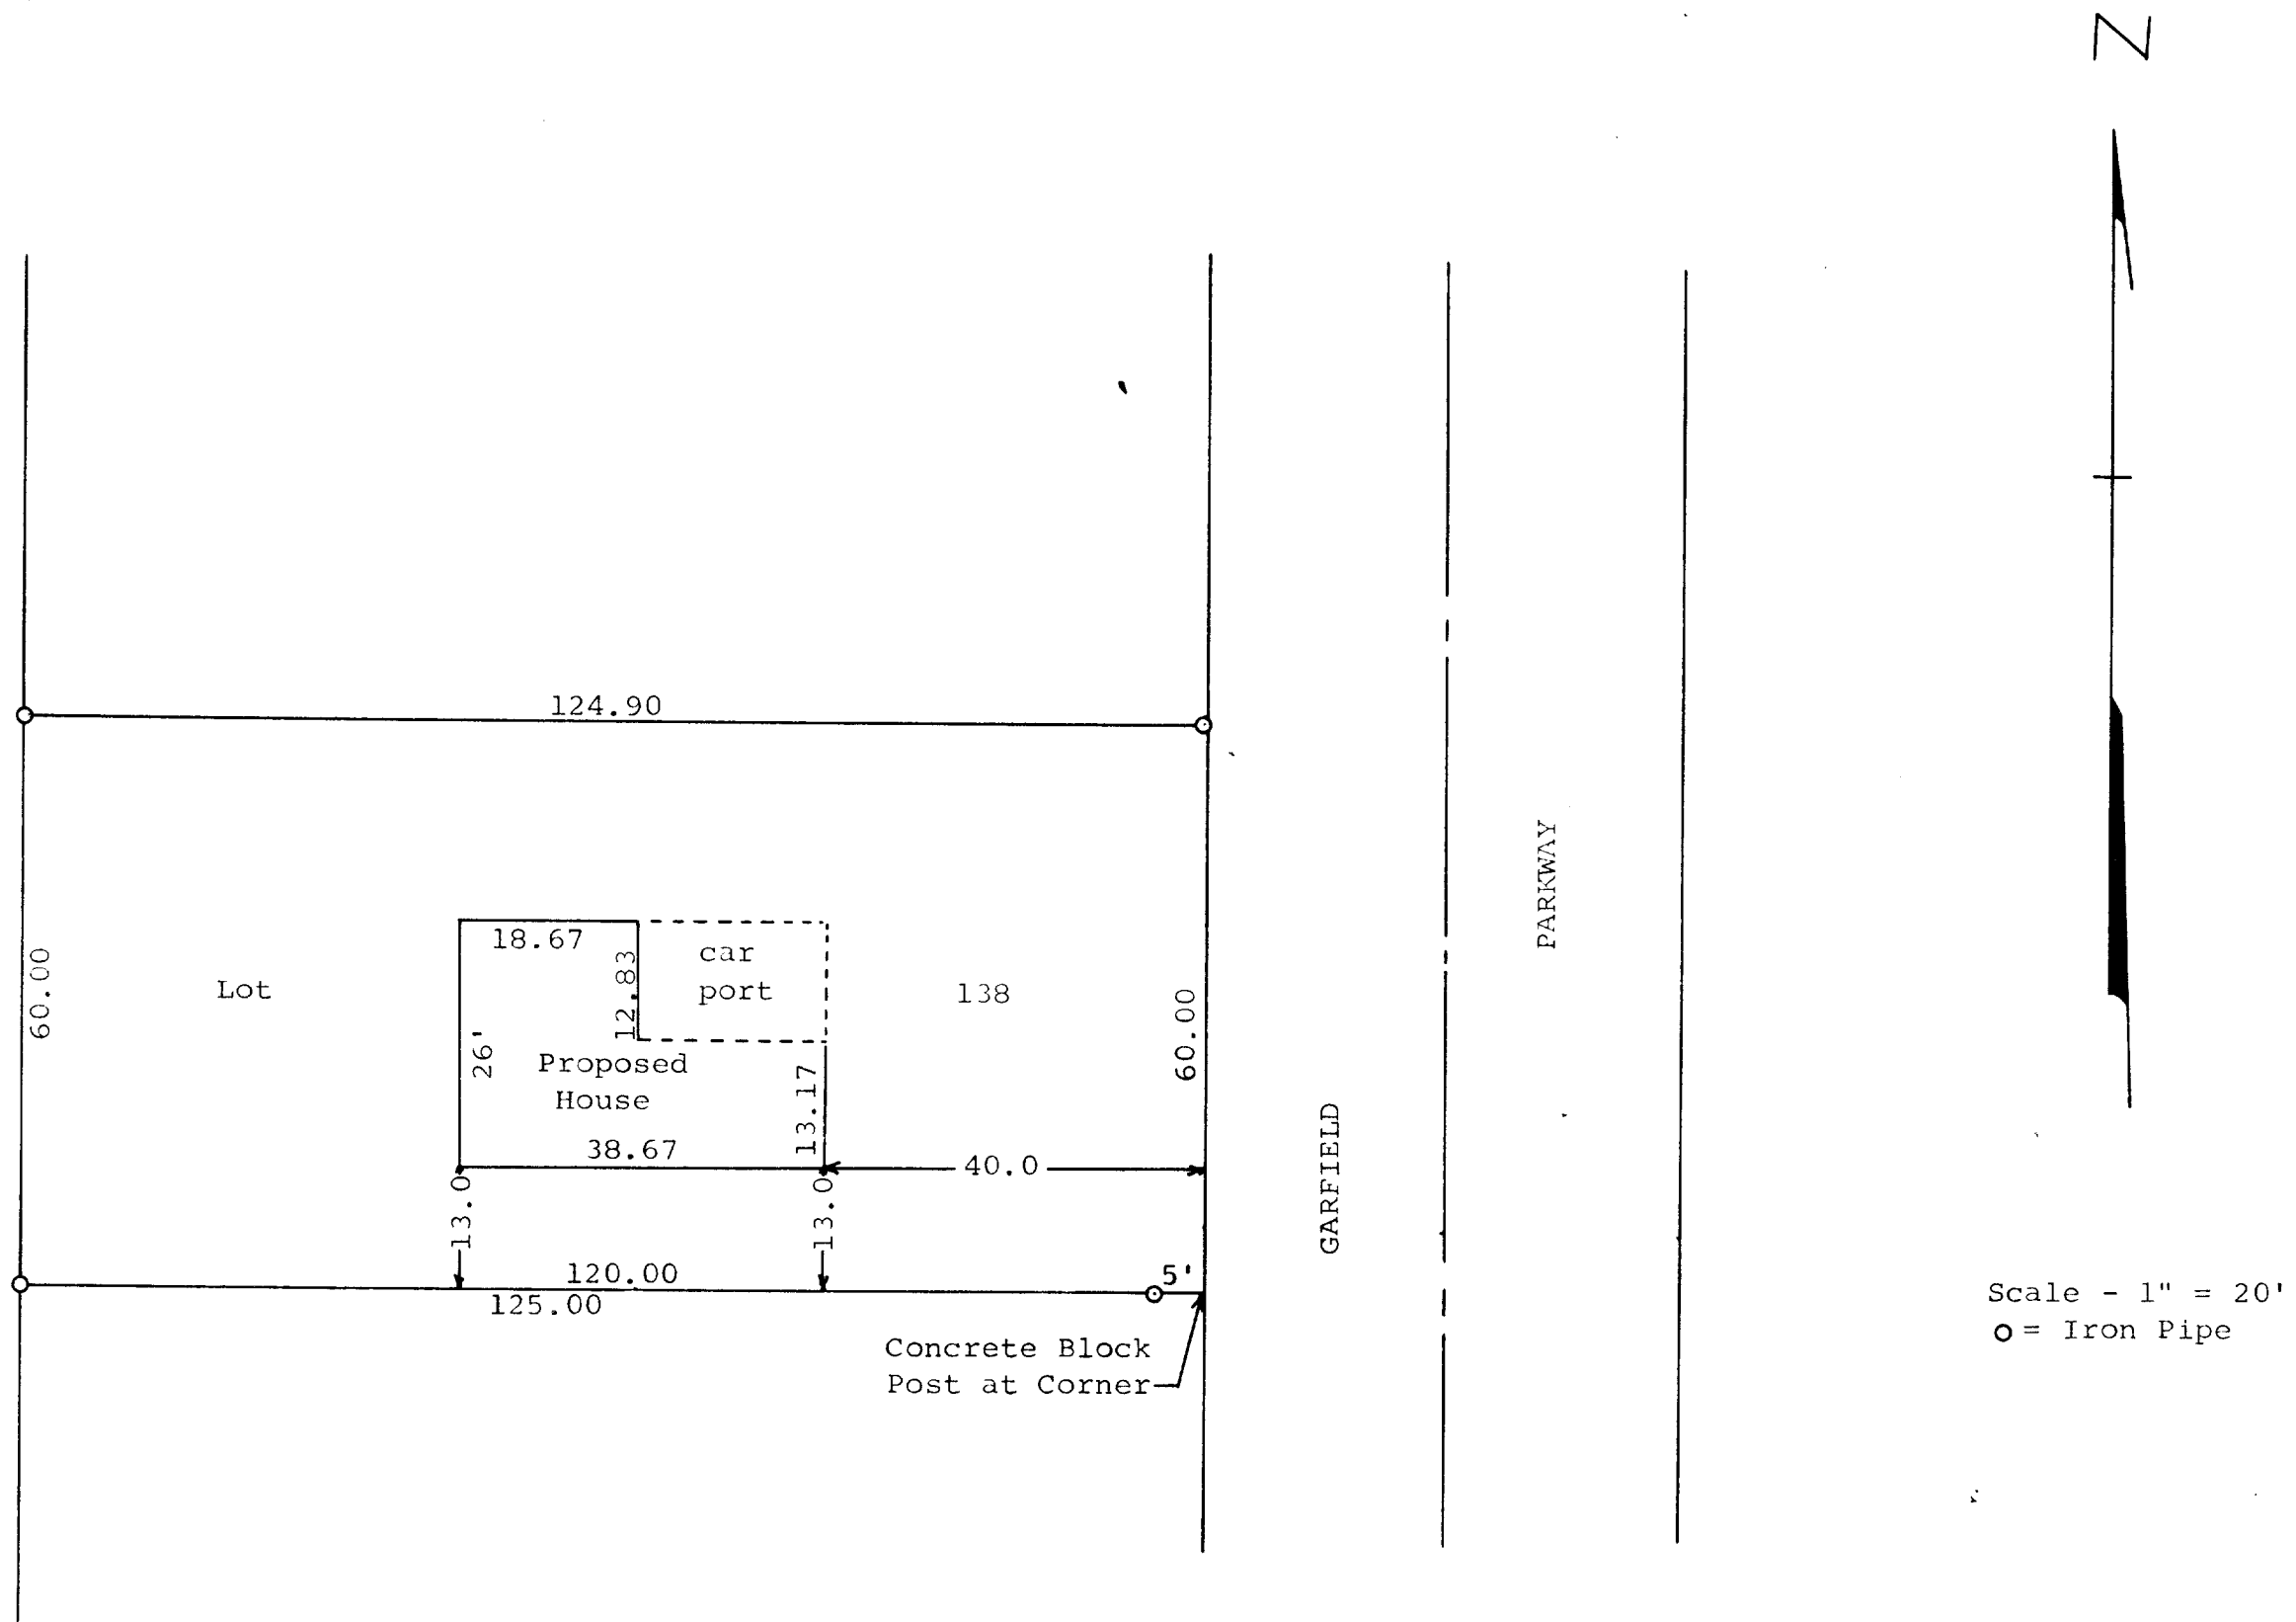 N
124.90
18.67
car
port
12.83
60.00
Lot
138
60.00
26'
Proposed
House
13.17
38.67
40.0
13.0
13.0
120.00
125.00
5'
Concrete Block
Post at Corner
GARFIELD
PARKWAY
Scale - 1" = 20'
= Iron Pipe